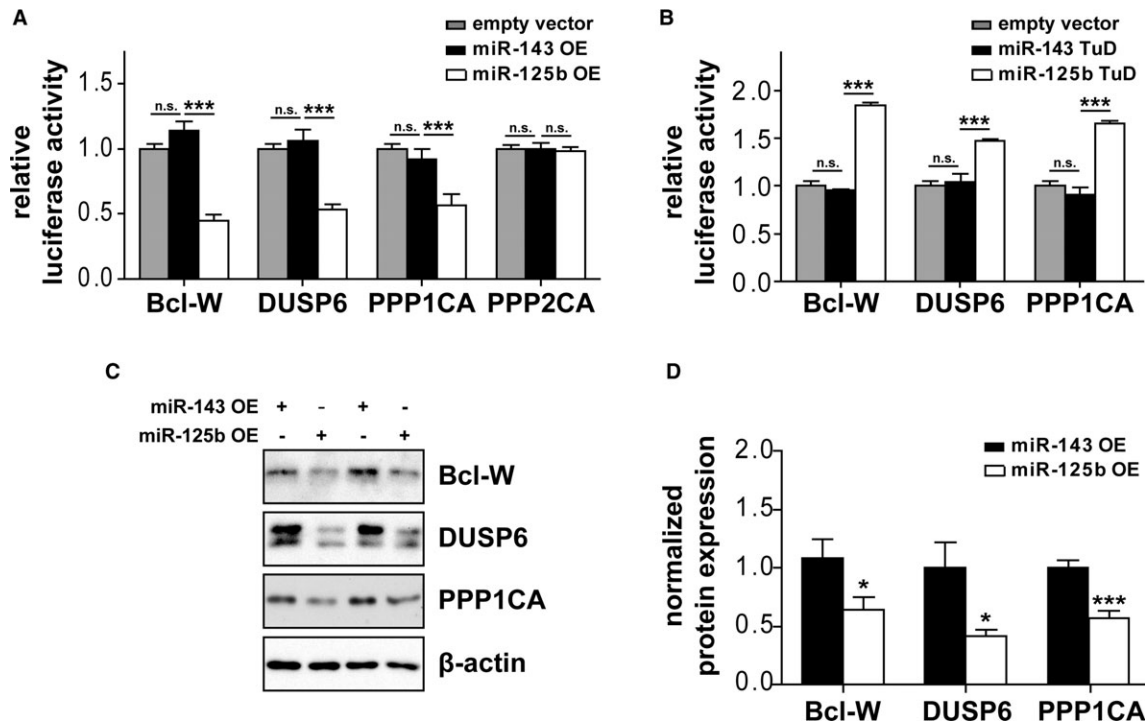 A
empty vector
miR-143 OE
miR-125b OE
relative
luciferase activity
1.5
1.0
0.5
0.0
n.s. ***
n.s. ***
n.s. ***
n.s. n.s.
Bcl-W DUSP6 PPP1CA PPP2CA
B
empty vector
miR-143 TuD
miR-125b TuD
relative
luciferase activity
2.0
1.5
1.0
0.5
0.0
n.s. ***
n.s. ***
n.s. ***
Bcl-W DUSP6 PPP1CA
C
miR-143 OE + - + -
miR-125b OE - + - +
Bcl-W
DUSP6
PPP1CA
β-actin
D
miR-143 OE
miR-125b OE
normalized
protein expression
2.0
1.5
1.0
0.5
0.0
*
*
***
Bcl-W DUSP6 PPP1CA